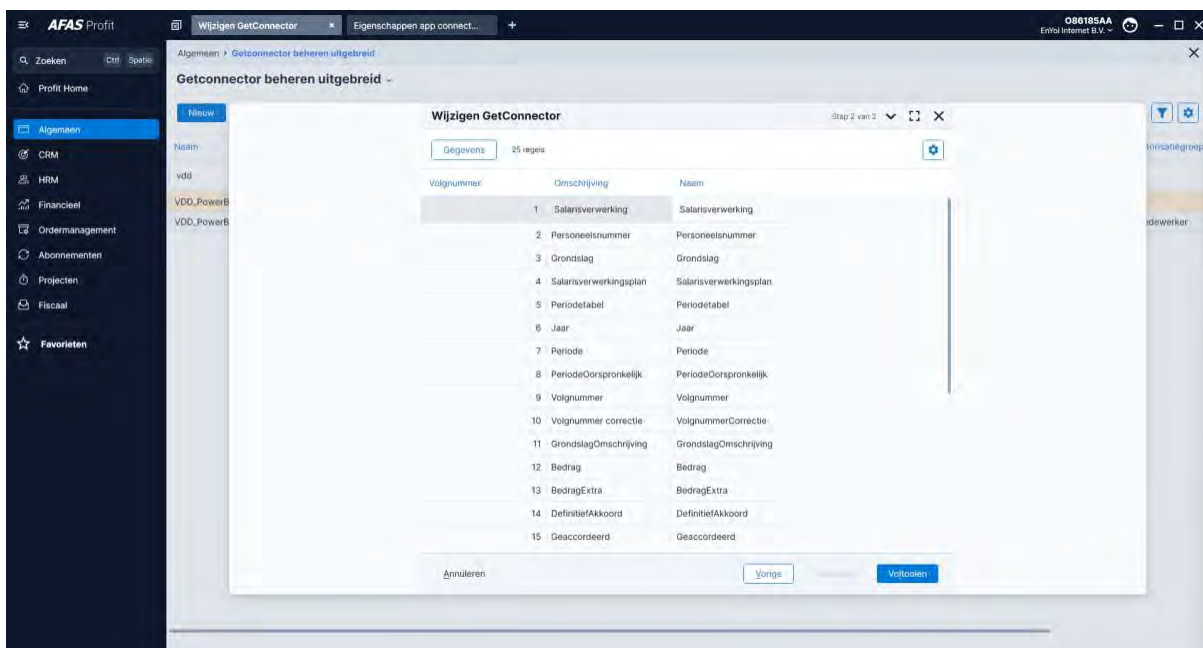 AFAS Profit
Wijzigen GetConnector ×
Eigenschappen app connect... +
O86185AA
EnYoi Internet B.V.
Zoeken Ctrl Spatie
Profit Home
Algemeen
CRM
HRM
Financieel
Ordermanagement
Abonnementen
Projecten
Fiscaal
Favorieten
Algemeen > Getconnector beheren uitgebreid
Getconnector beheren uitgebreid
Nieuw
Naam
vdd
VDD_PowerB
VDD_PowerB
edewerker
Wijzigen GetConnector
Stap 2 van 2
Gegevens 25 regels
Volgnummer Omschrijving Naam
1 Salarisverwerking Salarisverwerking
2 Personeelsnummer Personeelsnummer
3 Grondslag Grondslag
4 Salarisverwerkingsplan Salarisverwerkingsplan
5 Periodetabel Periodetabel
6 Jaar Jaar
7 Periode Periode
8 PeriodeOorspronkelijk PeriodeOorspronkelijk
9 Volgnummer Volgnummer
10 Volgnummer correctie VolgnummerCorrectie
11 GrondslagOmschrijving GrondslagOmschrijving
12 Bedrag Bedrag
13 BedragExtra BedragExtra
14 DefinitiefAkkoord DefinitiefAkkoord
15 Geaccordeerd Geaccordeerd
Annuleren
Vorige
Voltooien